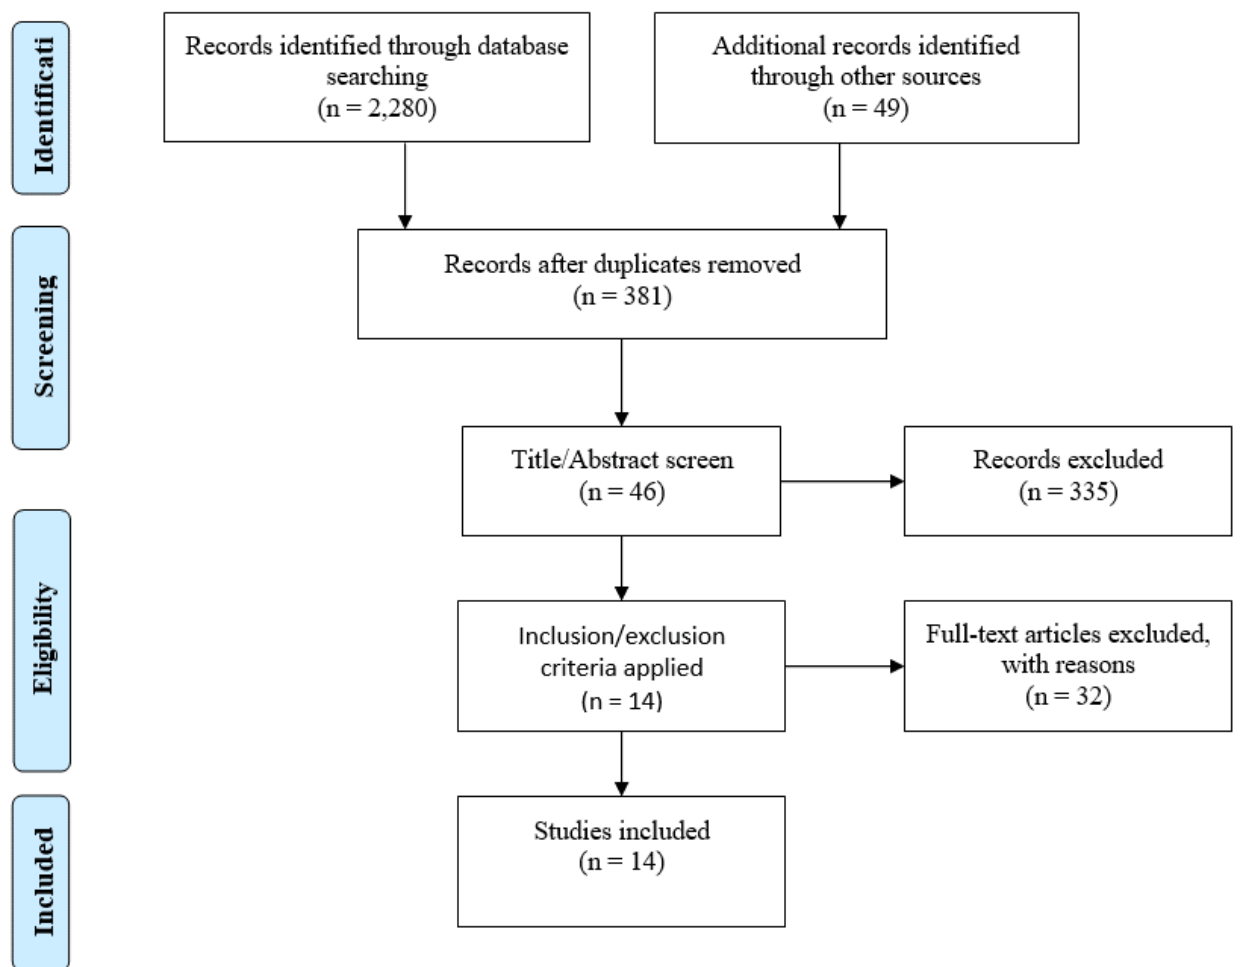 Identificati
Records identified through database
searching
(n = 2,280)
Additional records identified
through other sources
(n = 49)
Screening
Records after duplicates removed
(n = 381)
Title/Abstract screen
(n = 46)
Records excluded
(n = 335)
Eligibility
Inclusion/exclusion
criteria applied
(n = 14)
Full-text articles excluded,
with reasons
(n = 32)
Included
Studies included
(n = 14)